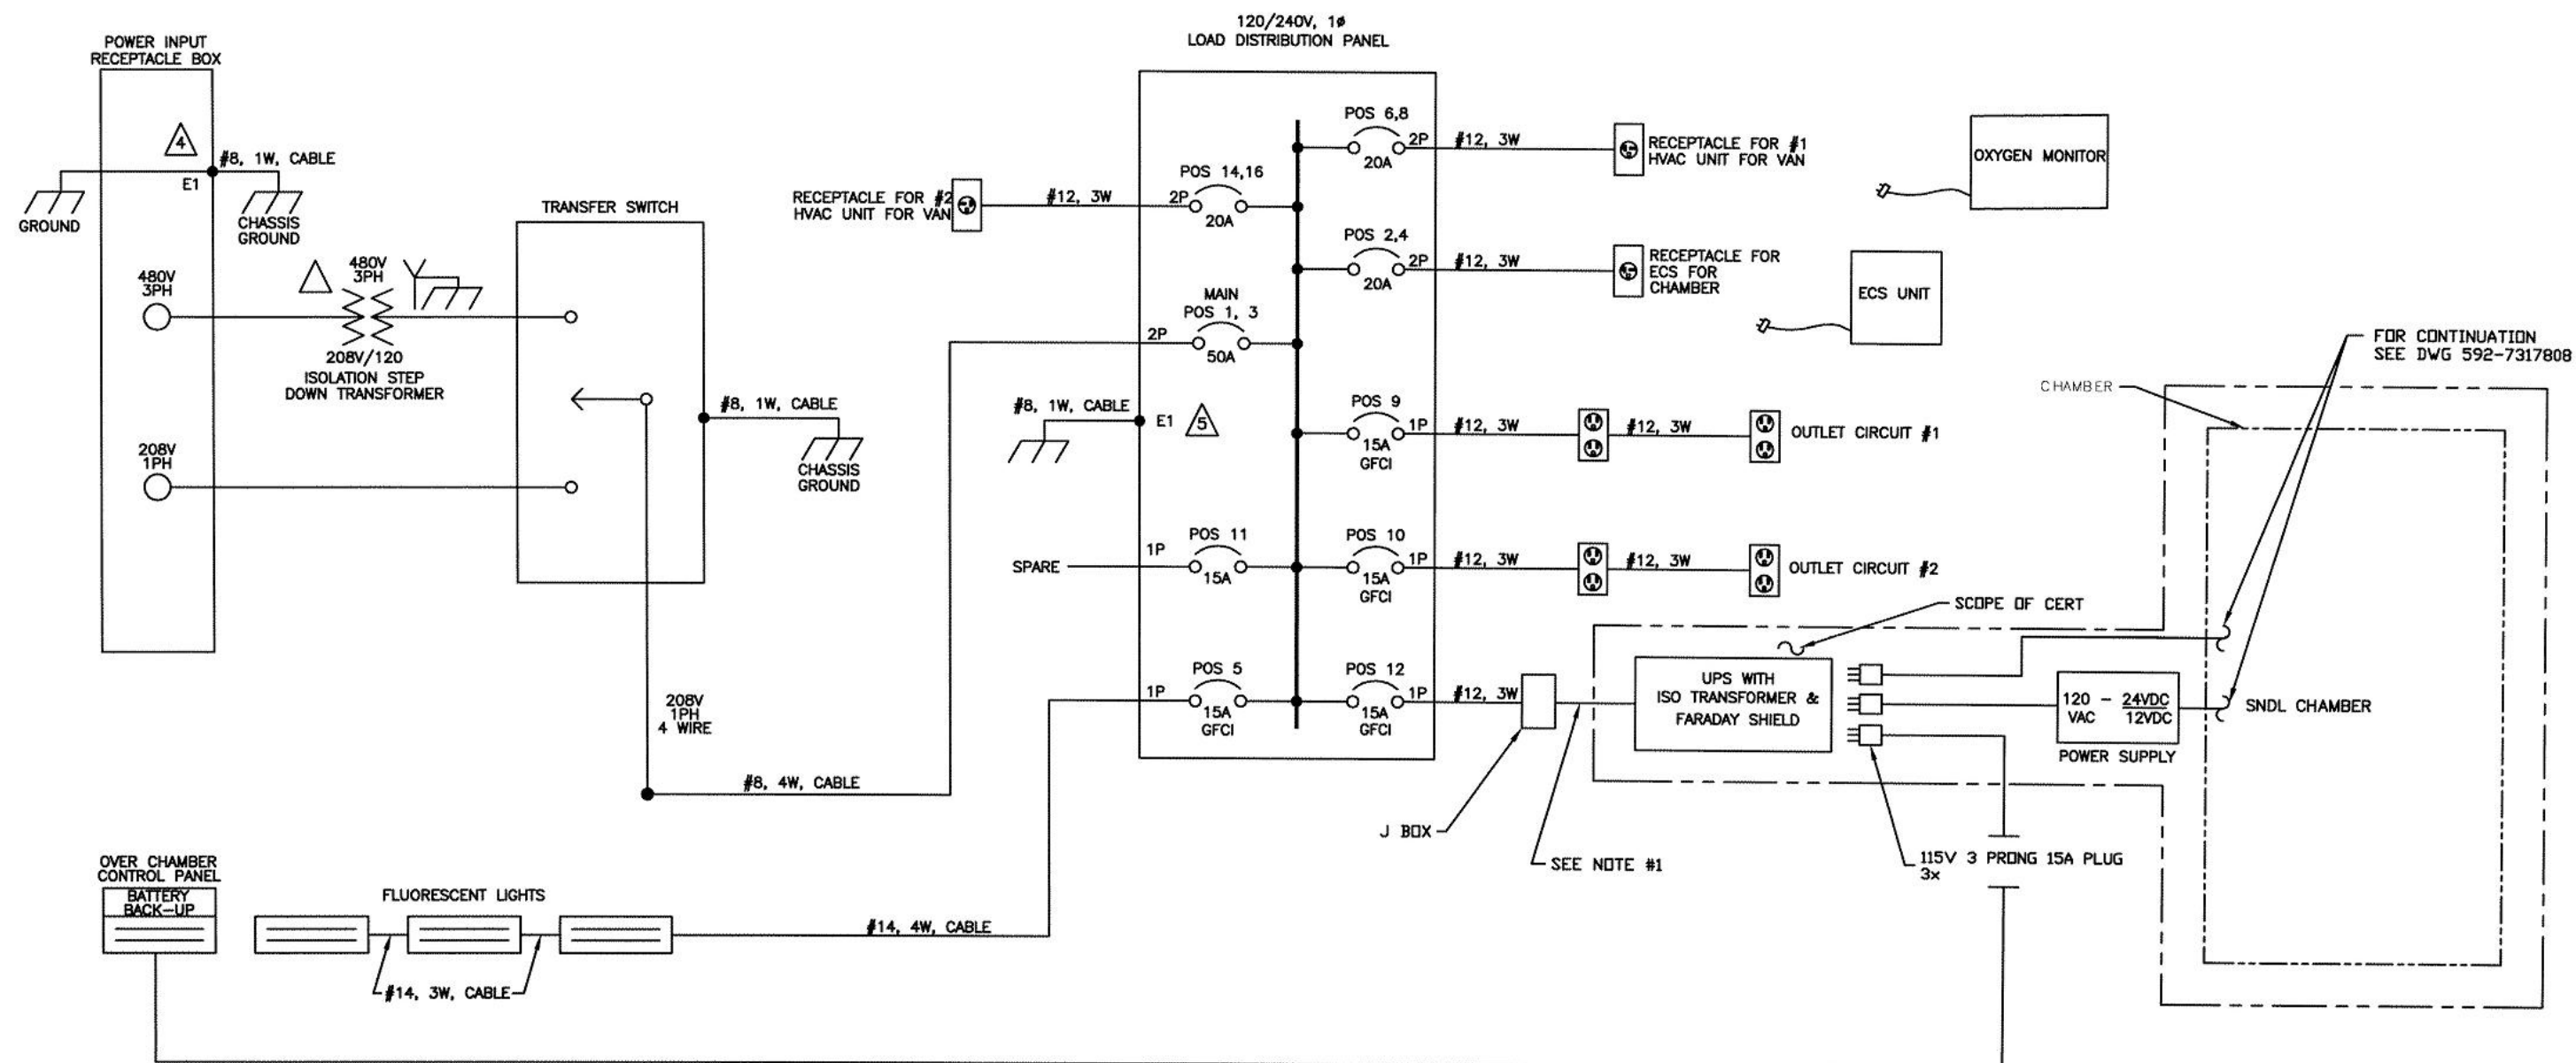 POWER INPUT
RECEPTACLE BOX
4
#8, 1W, CABLE
E1
GROUND
CHASSIS
GROUND
480V
3PH
480V
3PH
208V/120
ISOLATION STEP
DOWN TRANSFORMER
208V
1PH
TRANSFER SWITCH
#8, 1W, CABLE
CHASSIS
GROUND
208V
1PH
4 WIRE
#8, 4W, CABLE
OVER CHAMBER
CONTROL PANEL
BATTERY
BACK-UP
FLUORESCENT LIGHTS
#14, 3W, CABLE
#14, 4W, CABLE
120/240V, 1ø
LOAD DISTRIBUTION PANEL
RECEPTACLE FOR #2
HVAC UNIT FOR VAN
#12, 3W
POS 14,16
2P
20A
MAIN
POS 1, 3
2P
50A
#8, 1W, CABLE
E1
5
SPARE
POS 11
1P
15A
POS 5
1P
15A
GFCI
POS 6,8
2P
20A
#12, 3W
RECEPTACLE FOR #1
HVAC UNIT FOR VAN
POS 2,4
2P
20A
#12, 3W
RECEPTACLE FOR
ECS FOR
CHAMBER
POS 9
1P
15A
GFCI
#12, 3W
#12, 3W
OUTLET CIRCUIT #1
POS 10
1P
15A
GFCI
#12, 3W
#12, 3W
OUTLET CIRCUIT #2
POS 12
1P
15A
GFCI
#12, 3W
J BOX
SEE NOTE #1
OXYGEN MONITOR
ECS UNIT
SCOPE OF CERT
UPS WITH
ISO TRANSFORMER &
FARADAY SHIELD
115V 3 PRONG 15A PLUG
3x
120 - 24VDC
VAC 12VDC
POWER SUPPLY
CHAMBER
FOR CONTINUATION
SEE DWG 592-7317808
SNDL CHAMBER